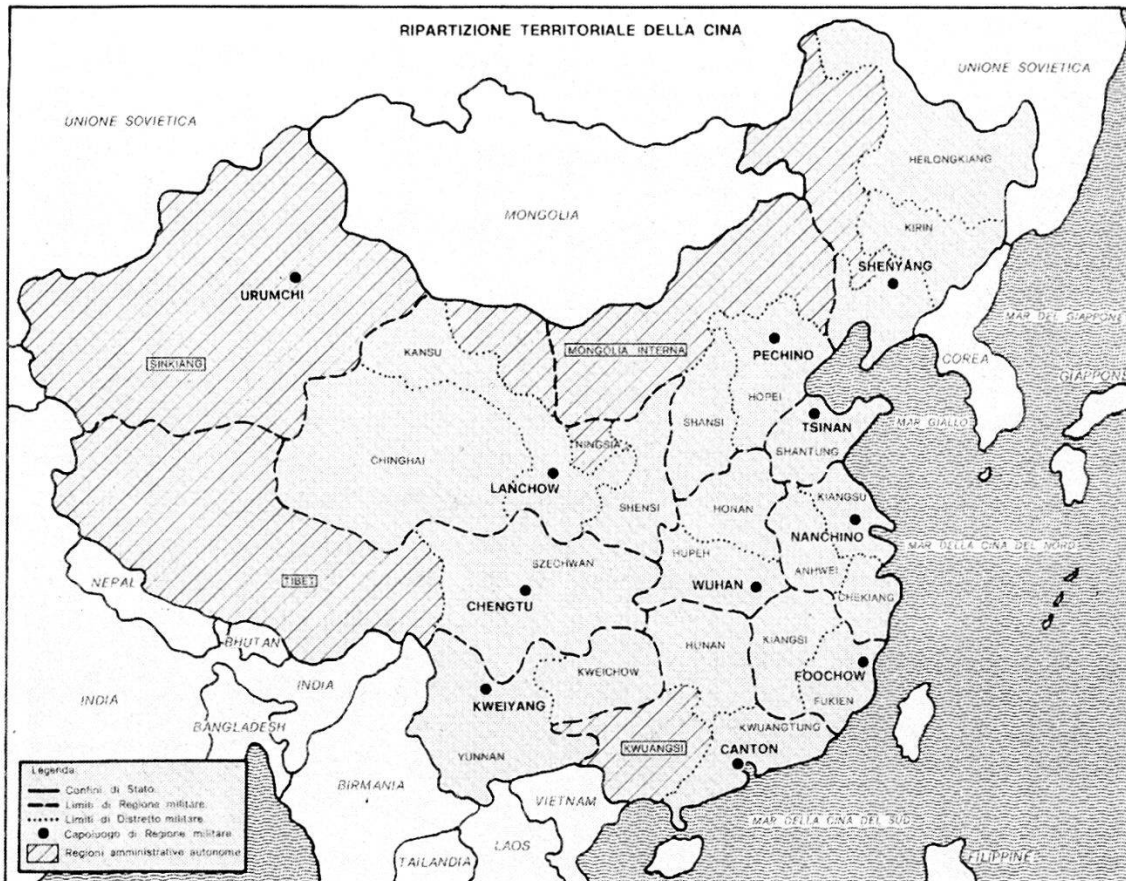 RIPARTIZIONE TERRITORIALE DELLA CINA
UNIONE SOVIETICA
UNIONE SOVIETICA
HEILONGKIANG
MONGOLIA
KIRIN
SHENYANG
URUMCHI
MAR DEL GIAPPONE
SINKIANG
KANSU
MONGOLIA INTERNA
PECHINO
COREA
GIAPPONE
HOPEI
TSINAN
MAR GIALLO
SHANSI
NINGSIA
SHANTUNG
CHINGHAI
LANCHOW
KIANGSU
SHENSI
HONAN
NANCHINO
MAR DELLA CINA DEL NORD
HUPEH
SZECHWAN
ANHWEI
NEPAL
TIBET
WUHAN
CHEKIANG
CHENGTU
BHUTAN
HUNAN
KIANGSI
KWEICHOW
FOOCHOW
INDIA
INDIA
KWEIYANG
FUKIEN
BANGLADESH
KWUANGTUNG
KWUANGSI
CANTON
YUNNAN
BIRMANIA
VIETNAM
MAR DELLA CINA DEL SUD
LAOS
TAILANDIA
FILIPPINE
Legenda
Confini di Stato.
Limiti di Regione militare.
Limiti di Distretto militare.
Capoluogo di Regione militare.
Regioni amministrative autonome